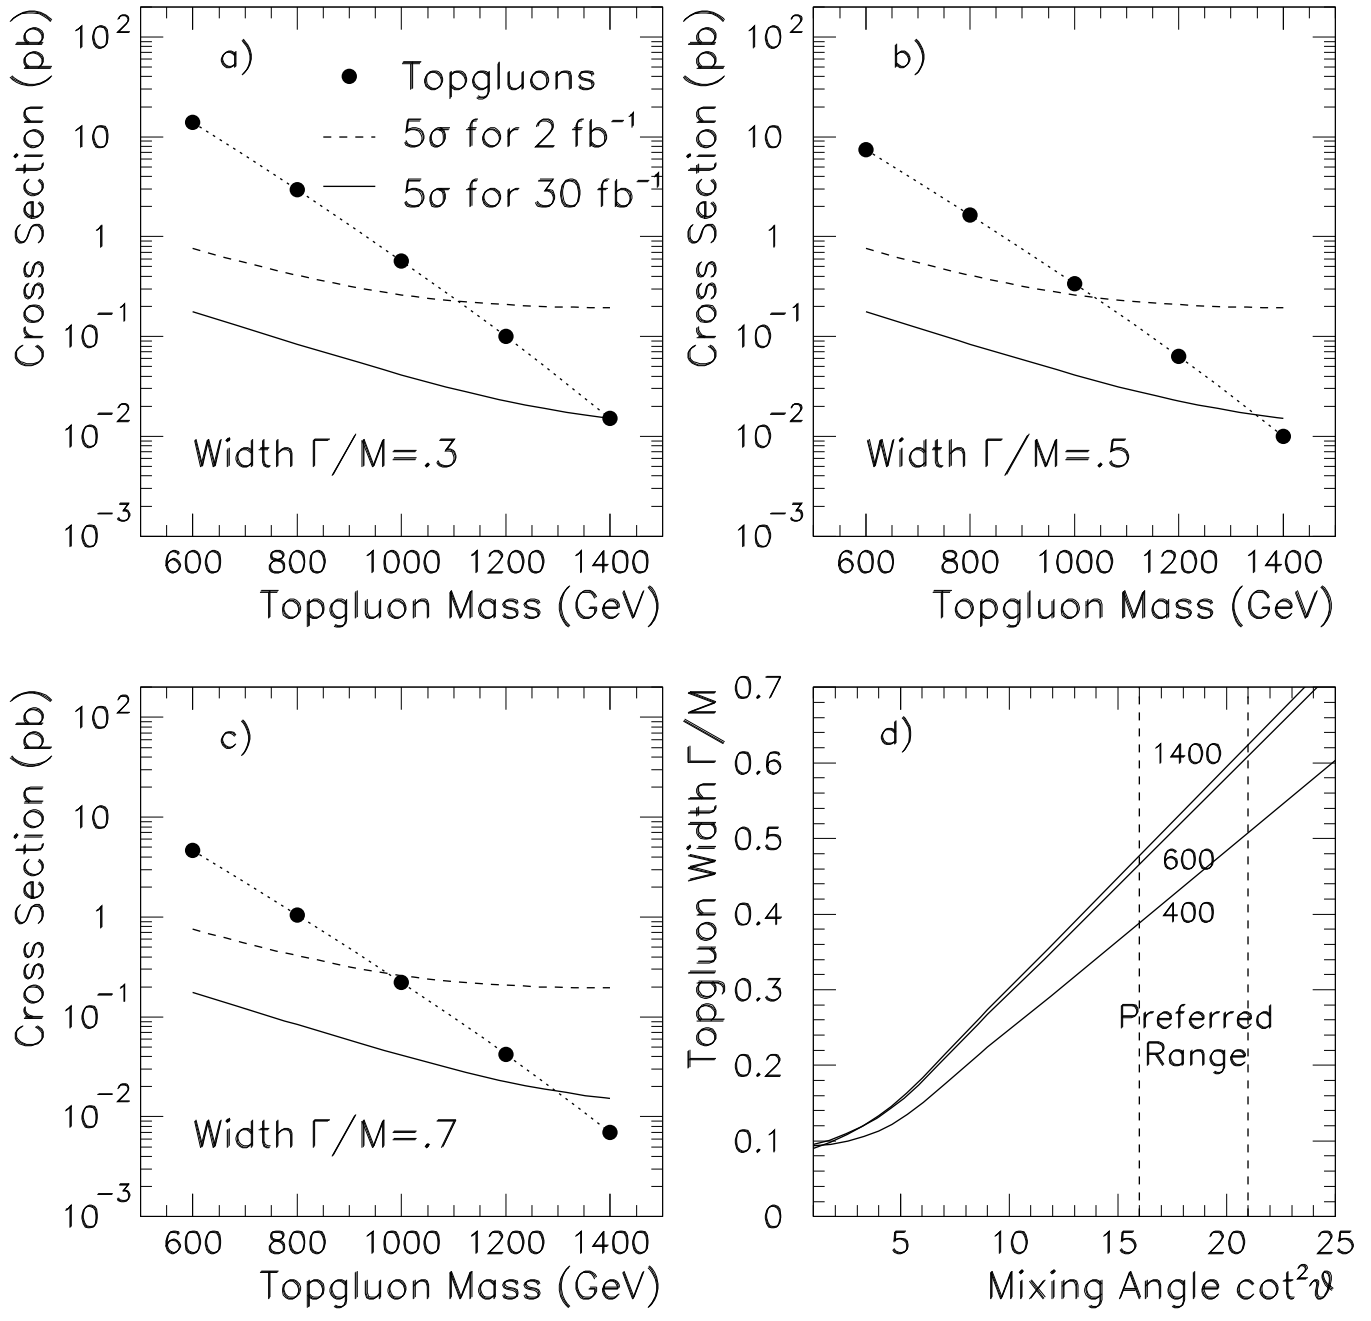 a)
Topgluons
5σ for 2 fb⁻¹
5σ for 30 fb⁻¹
Cross Section (pb)
10²
10
1
10⁻¹
10⁻²
10⁻³
Width Γ/M=.3
600 800 1000 1200 1400
Topgluon Mass (GeV)
b)
Cross Section (pb)
10²
10
1
10⁻¹
10⁻²
10⁻³
Width Γ/M=.5
600 800 1000 1200 1400
Topgluon Mass (GeV)
c)
Cross Section (pb)
10²
10
1
10⁻¹
10⁻²
10⁻³
Width Γ/M=.7
600 800 1000 1200 1400
Topgluon Mass (GeV)
d)
Topgluon Width Γ/M
0.7
0.6
0.5
0.4
0.3
0.2
0.1
0
1400
600
400
Preferred
Range
5 10 15 20 25
Mixing Angle cot²ϑ